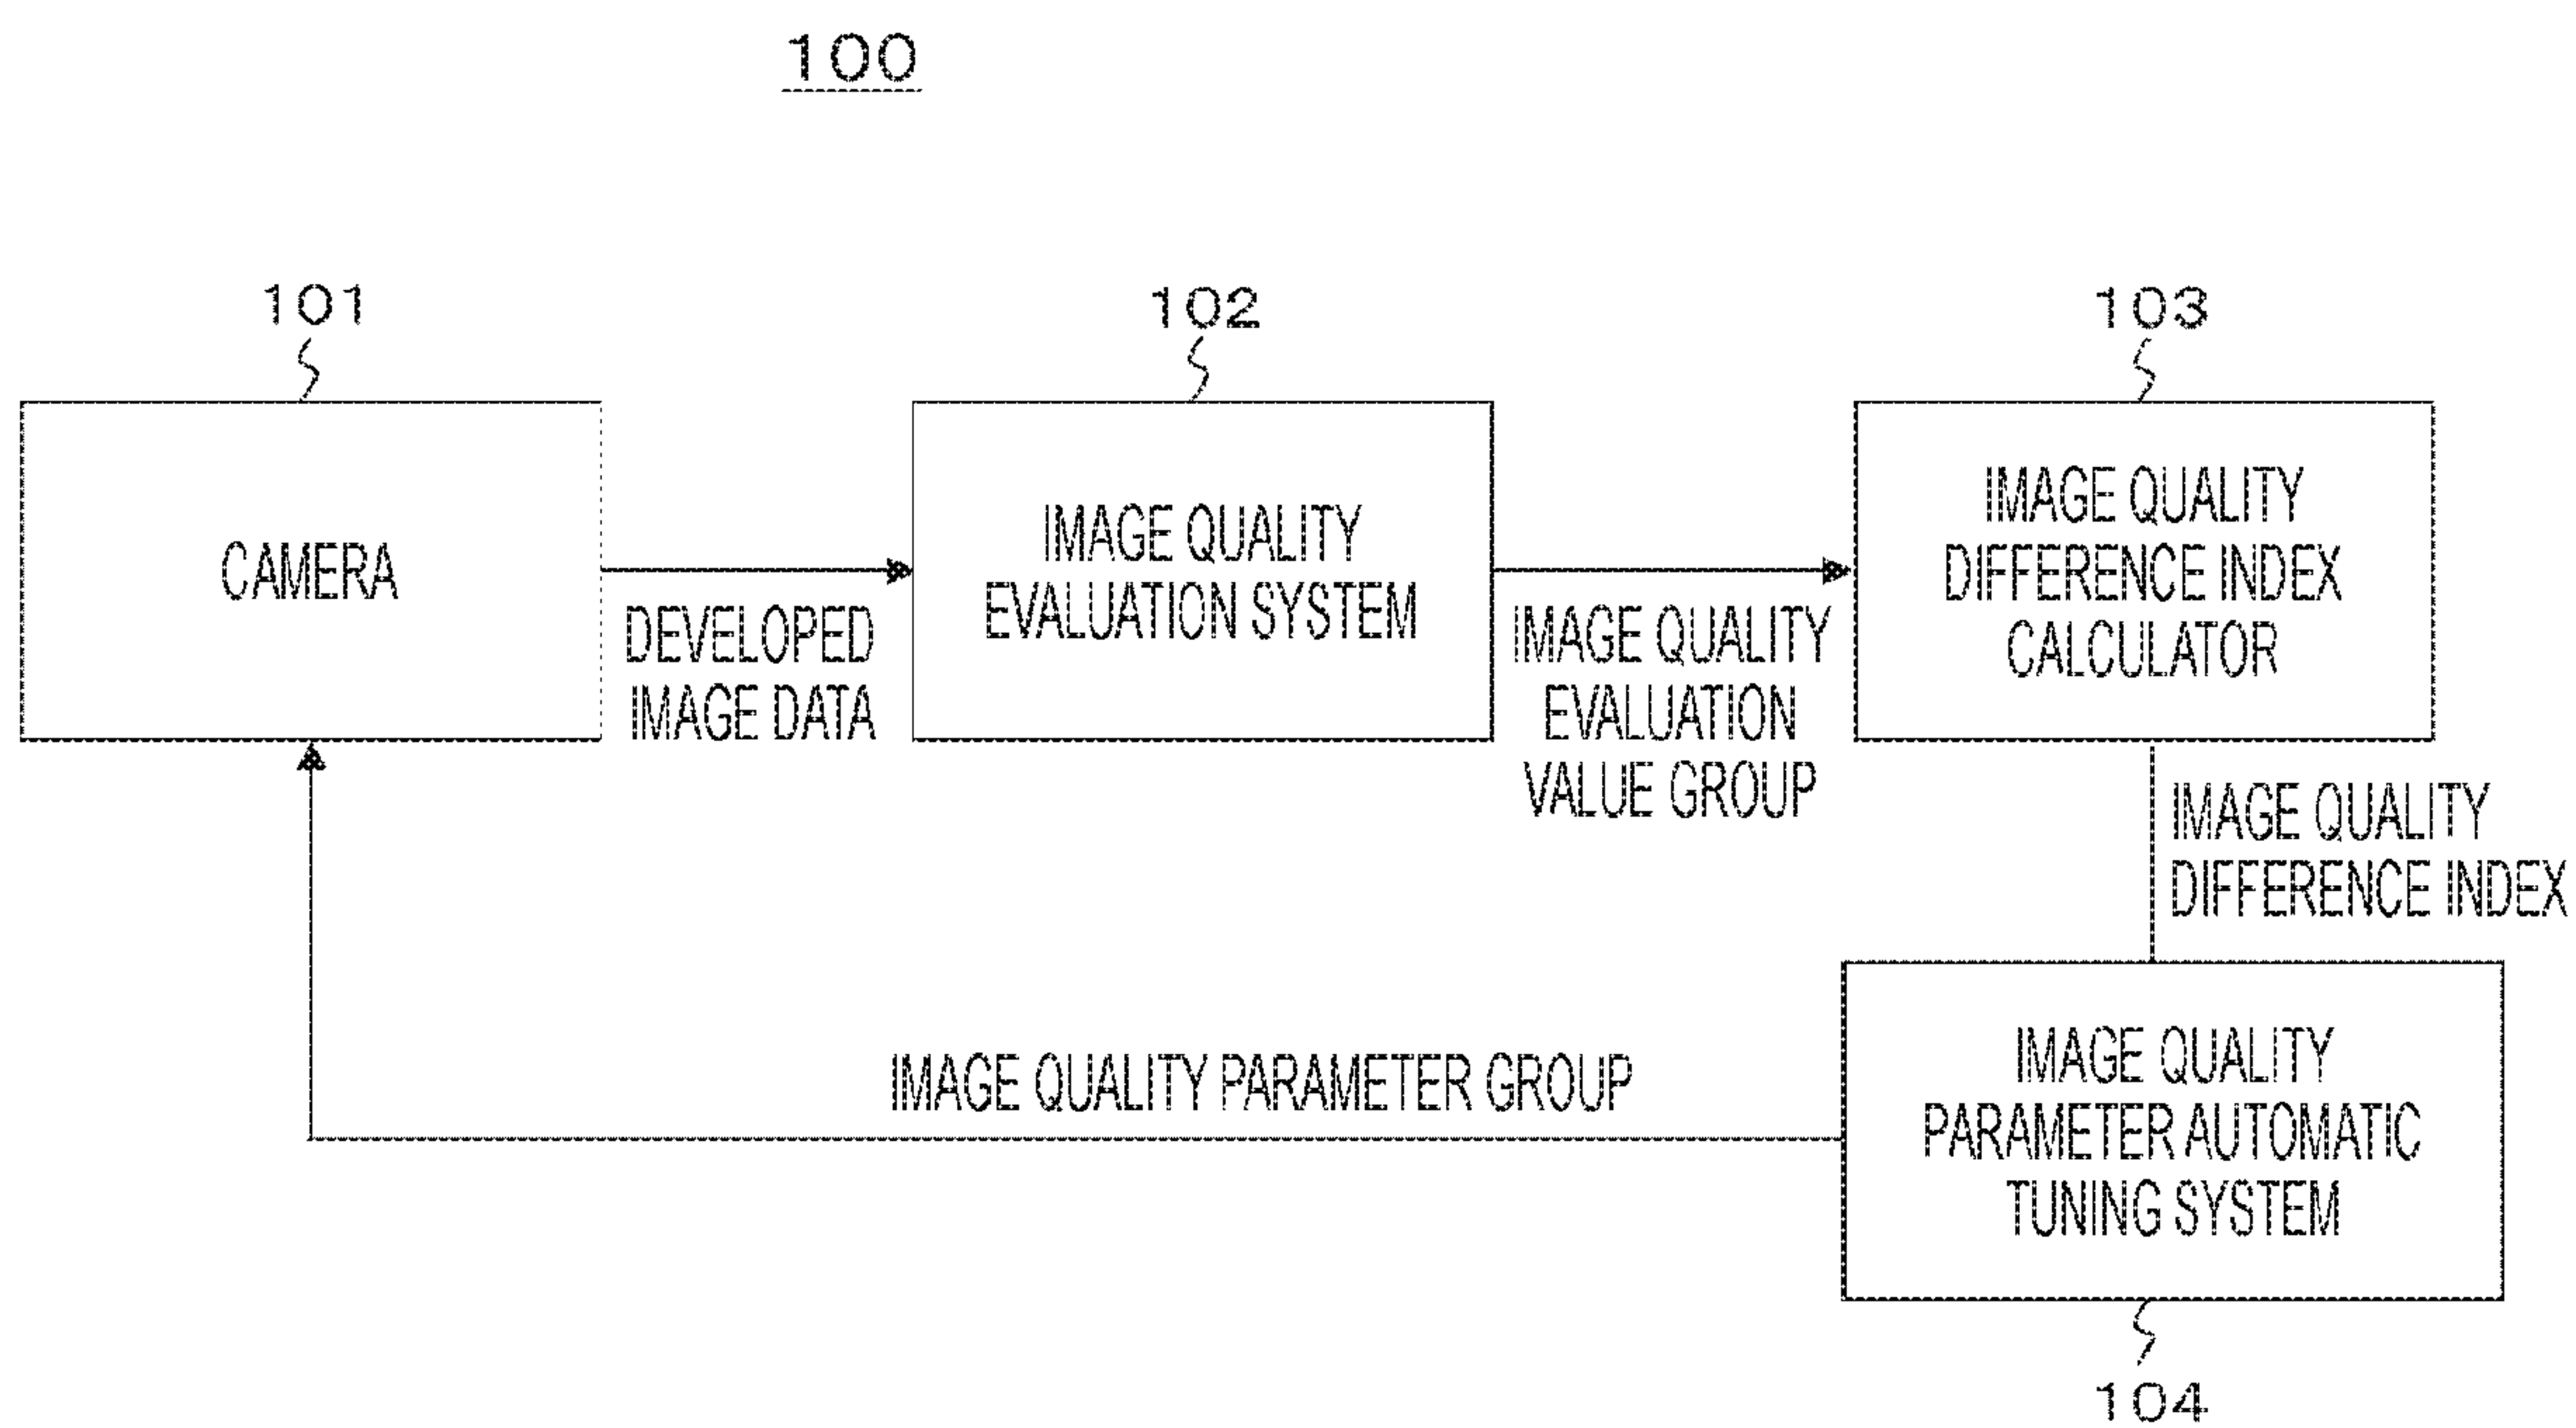 100
101
102
103
CAMERA
DEVELOPED
IMAGE DATA
IMAGE QUALITY
EVALUATION SYSTEM
IMAGE QUALITY
EVALUATION
VALUE GROUP
IMAGE QUALITY
DIFFERENCE INDEX
CALCULATOR
IMAGE QUALITY
DIFFERENCE INDEX
IMAGE QUALITY PARAMETER GROUP
IMAGE QUALITY
PARAMETER AUTOMATIC
TUNING SYSTEM
104